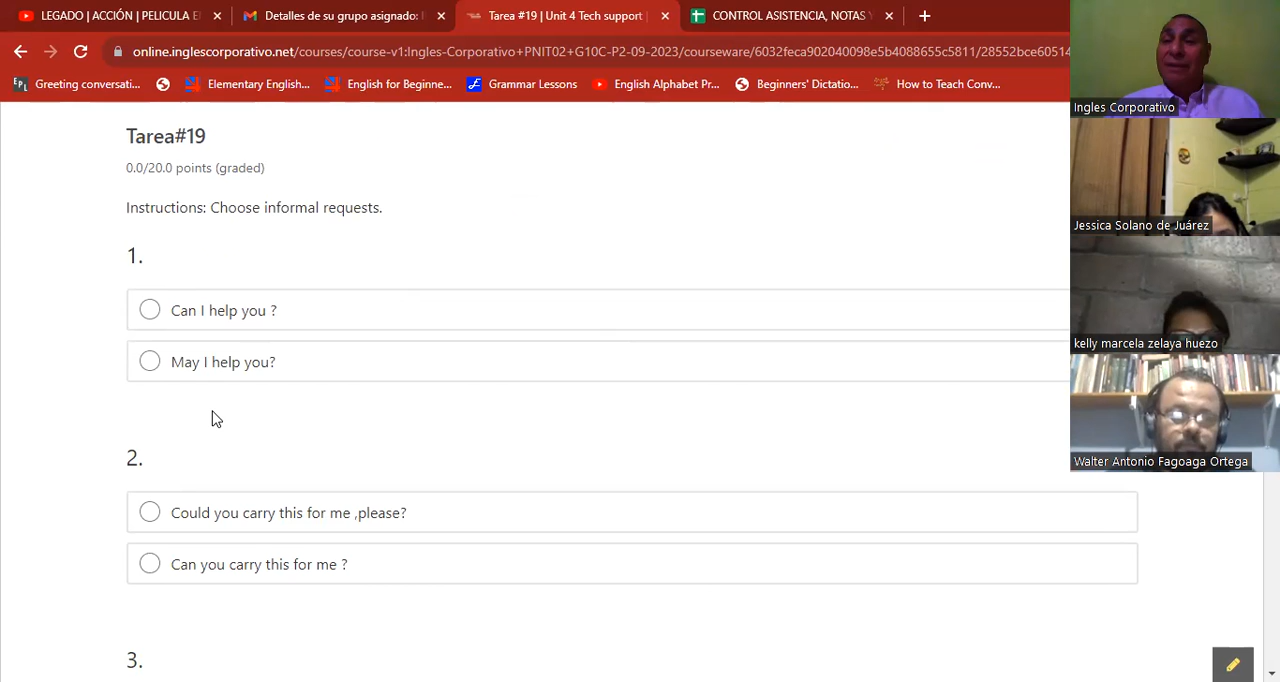 LEGADO | ACCIÓN | PELICULA E
Detalles de su grupo asignado:
Tarea #19 | Unit 4 Tech support |
CONTROL ASISTENCIA, NOTAS Y
online.inglescorporativo.net/courses/course-v1:Ingles-Corporativo+PNIT02+G10C-P2-09-2023/courseware/6032feca902040098e5b4088655c5811/28552bce60514
Greeting conversati...
Elementary English...
English for Beginne...
Grammar Lessons
English Alphabet Pr...
Beginners' Dictatio...
How to Teach Conv...
Tarea#19
0.0/20.0 points (graded)
Instructions: Choose informal requests.
1.
Can I help you ?
May I help you?
2.
Could you carry this for me ,please?
Can you carry this for me ?
3.
Ingles Corporativo
Jessica Solano de Juárez
kelly marcela zelaya huezo
Walter Antonio Fagoaga Ortega